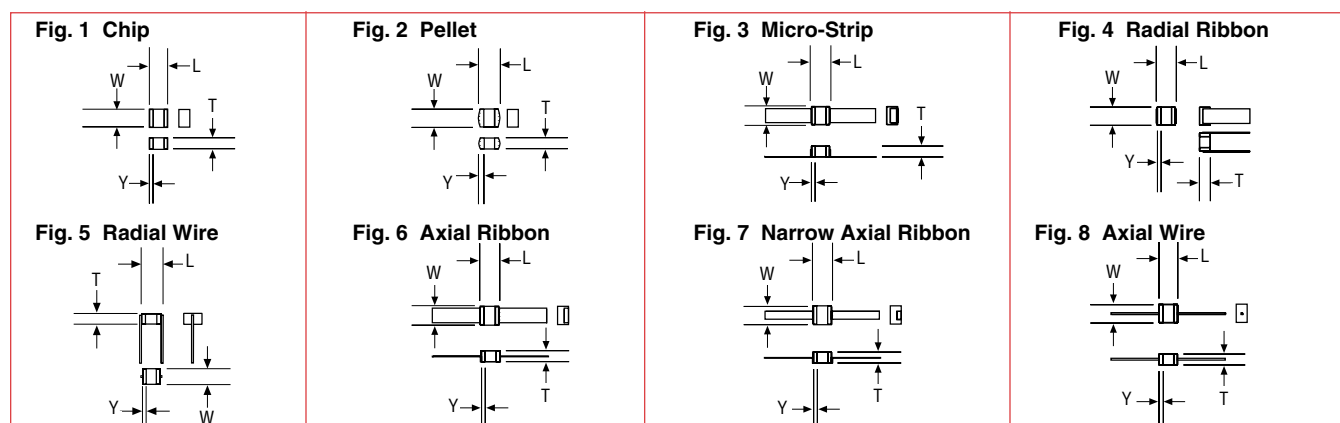 Fig. 1 Chip
W
L
T
Y
Fig. 2 Pellet
W
L
T
Y
Fig. 3 Micro-Strip
W
L
T
Y
Fig. 4 Radial Ribbon
W
L
Y
T
Fig. 5 Radial Wire
L
T
Y
W
Fig. 6 Axial Ribbon
W
L
Y
T
Fig. 7 Narrow Axial Ribbon
W
L
T
Y
Fig. 8 Axial Wire
W
L
Y
T